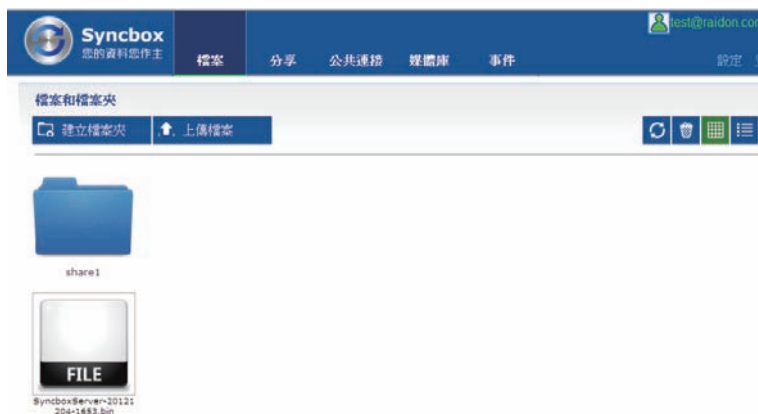 Syncbox
您的資料您作主
檔案 分享 公共連接 媒體庫 事件
test@raidon.com
設定
檔案和檔案夾
建立檔案夾 上傳檔案
share1
FILE
SyncboxServer-20121
204-1653.bin